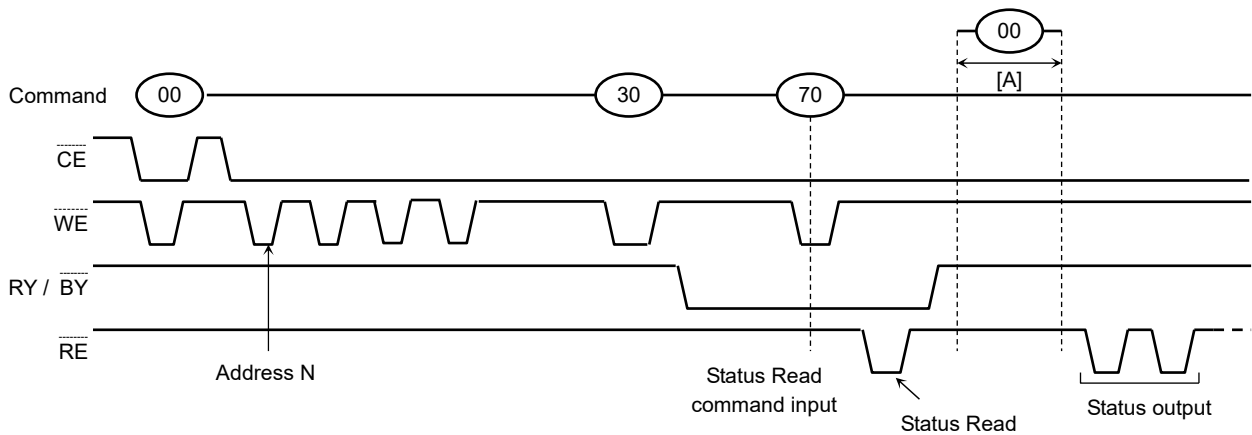 00
[A]
Command 00 30 70
CE
WE
RY / BY
RE
Address N
Status Read
command input
Status Read
Status output